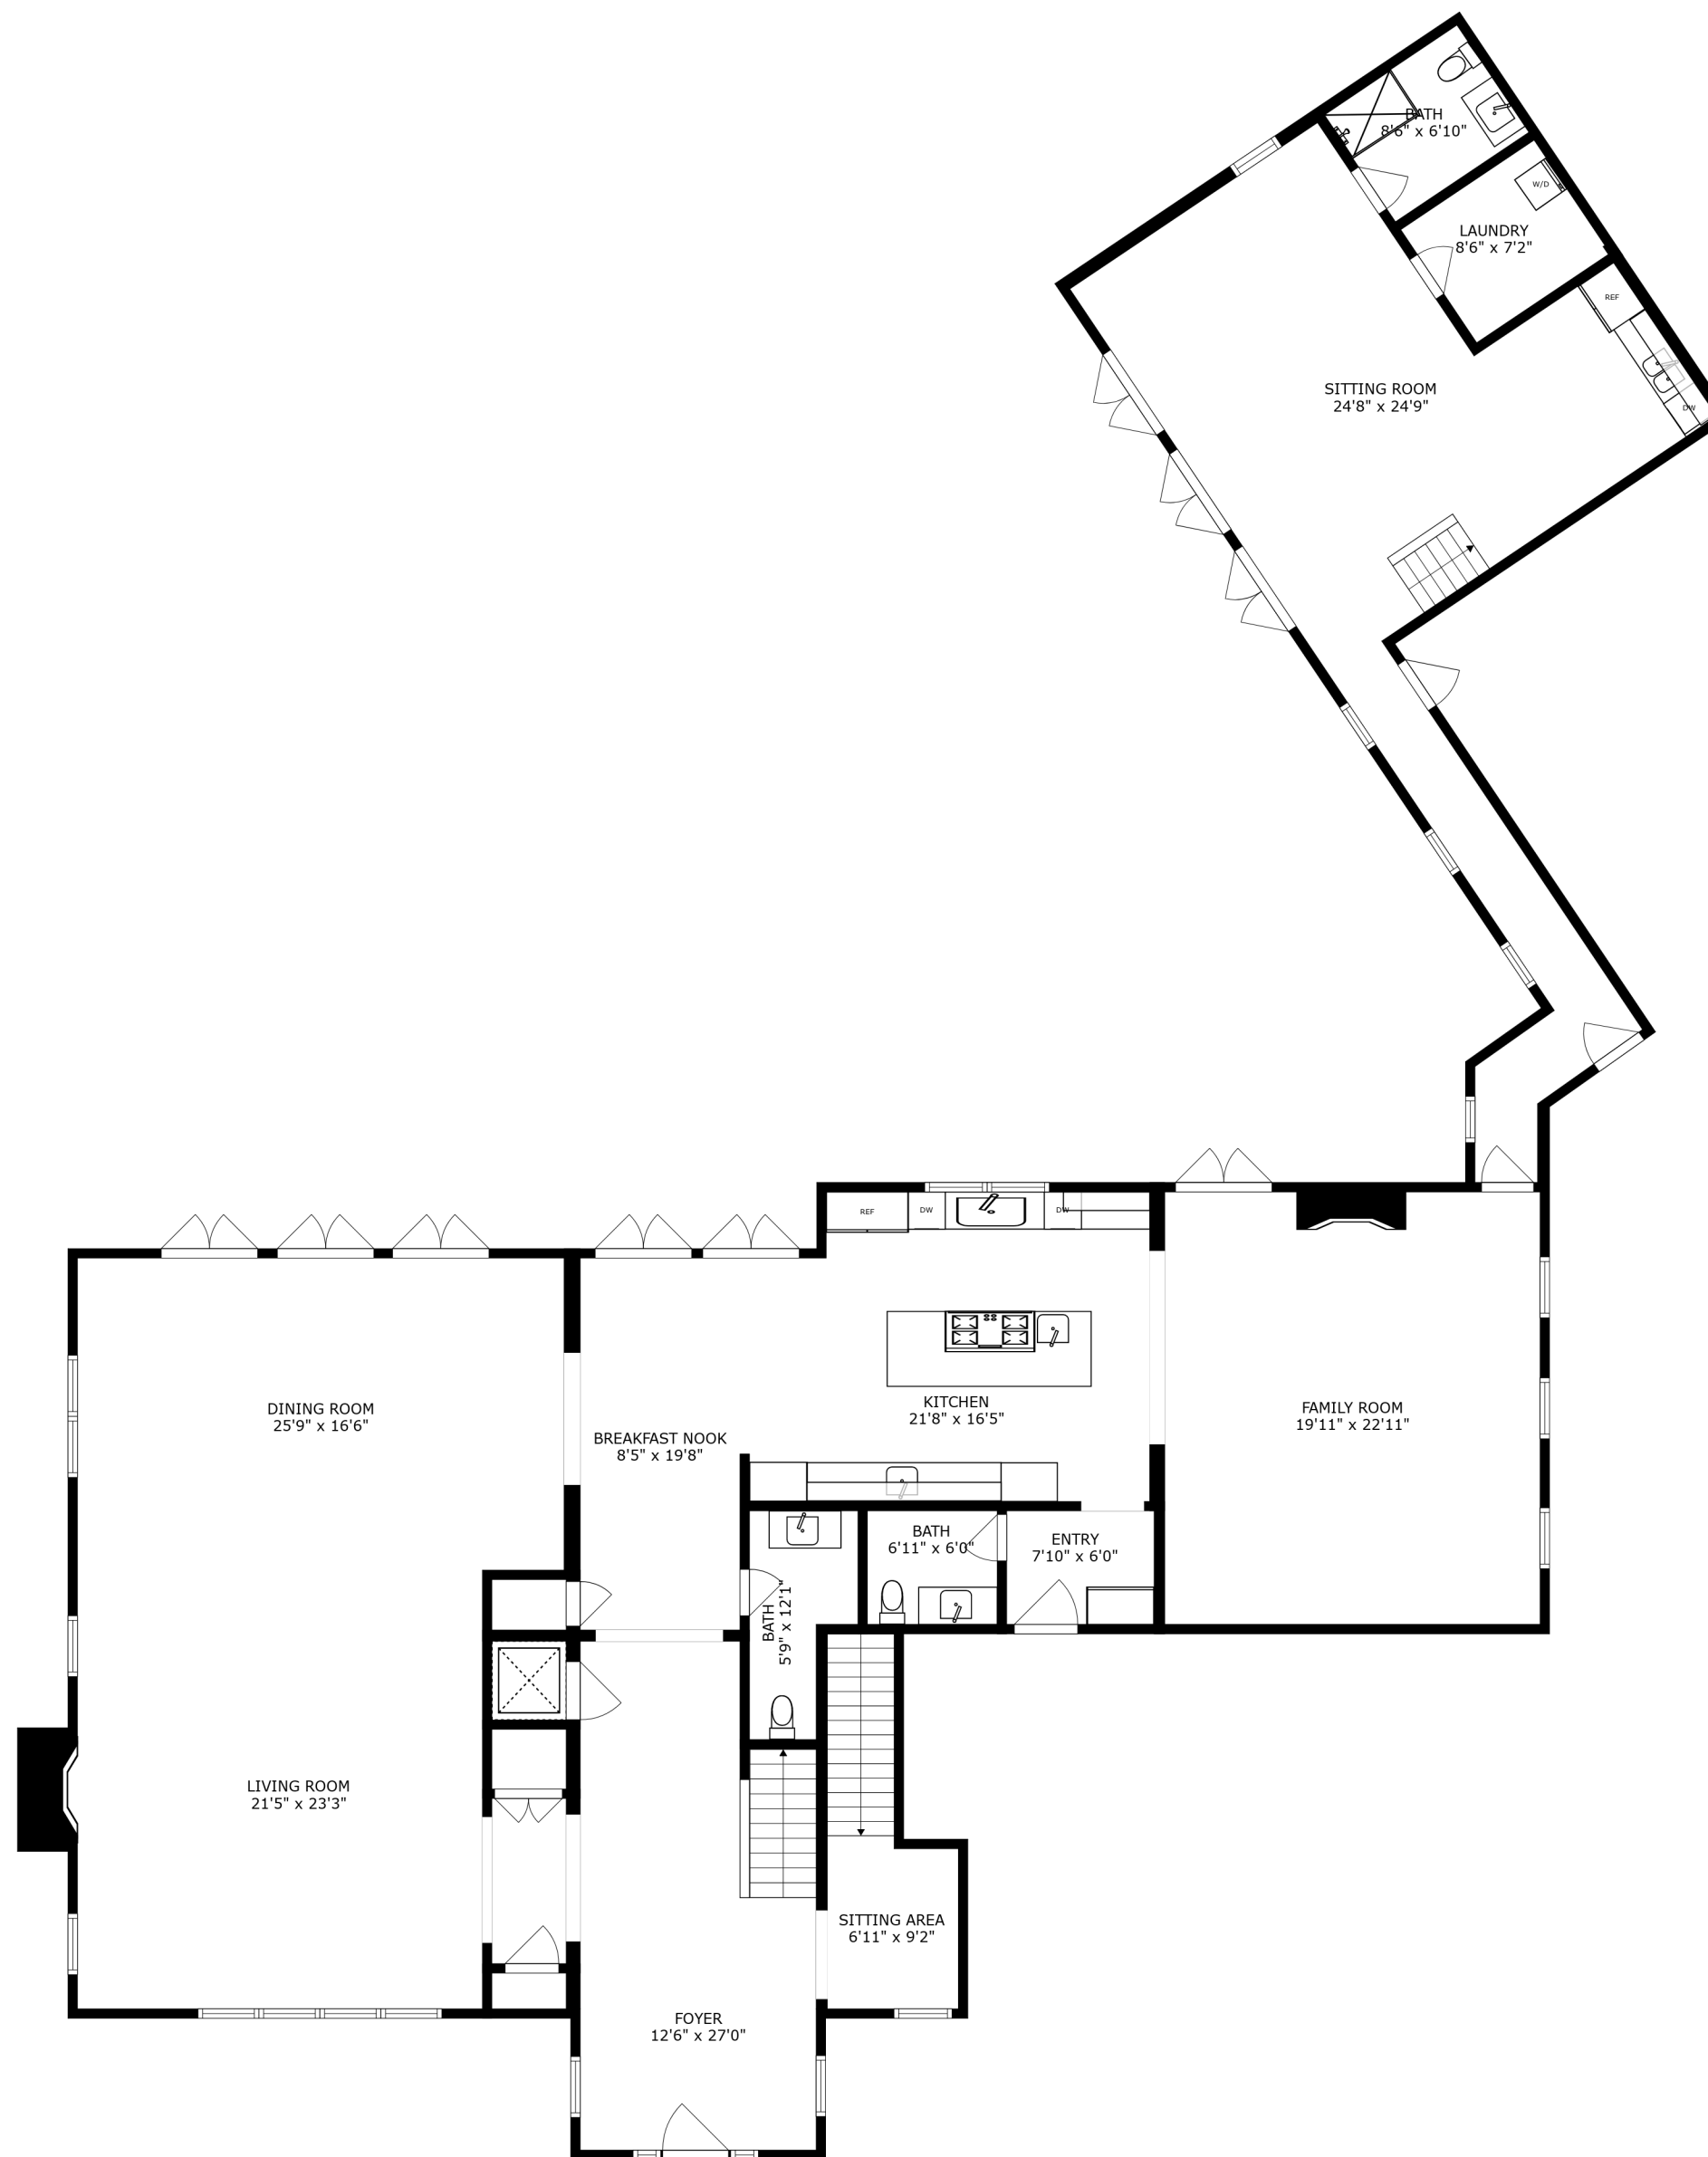 BATH
8'6" x 6'10"
W/D
LAUNDRY
8'6" x 7'2"
REF
SITTING ROOM
24'8" x 24'9"
DW
REF
DW
DW
DINING ROOM
25'9" x 16'6"
BREAKFAST NOOK
8'5" x 19'8"
KITCHEN
21'8" x 16'5"
FAMILY ROOM
19'11" x 22'11"
BATH
6'11" x 6'0"
ENTRY
7'10" x 6'0"
BATH
5'9" x 12'1"
LIVING ROOM
21'5" x 23'3"
SITTING AREA
6'11" x 9'2"
FOYER
12'6" x 27'0"